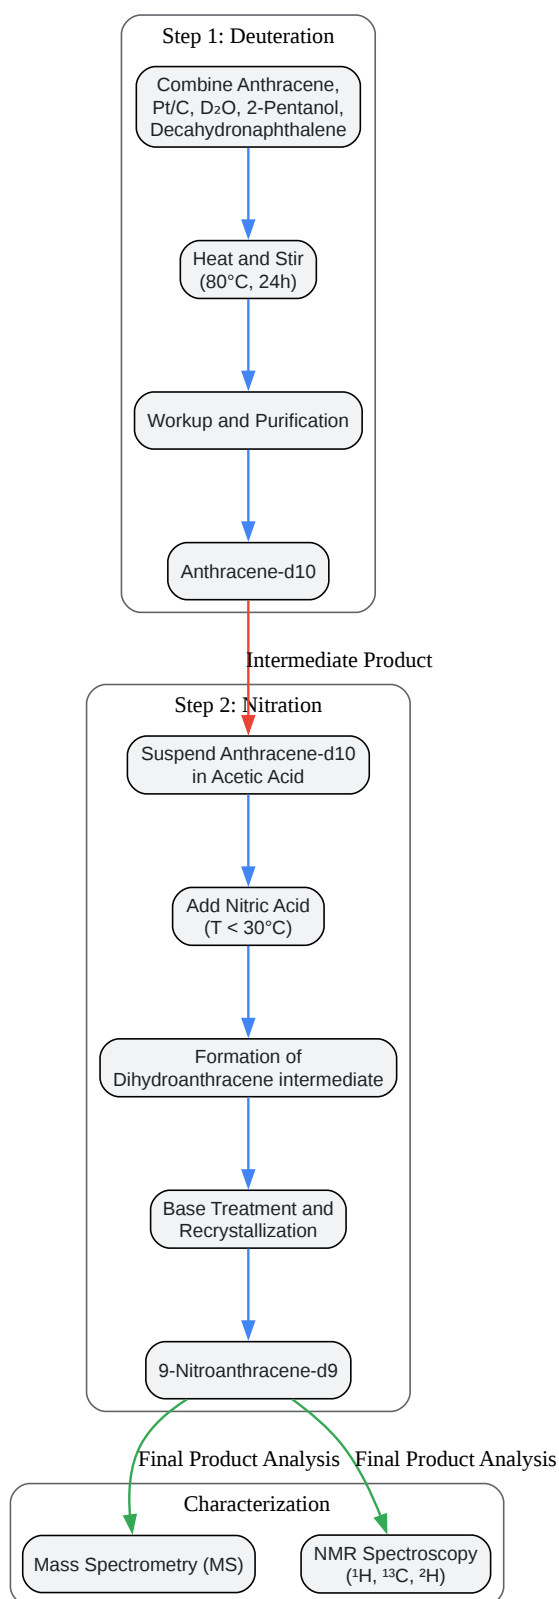 Step 1: Deuteration
Combine Anthracene,
Pt/C, D₂O, 2-Pentanol,
Decahydronaphthalene
Heat and Stir
(80°C, 24h)
Workup and Purification
Anthracene-d10
Intermediate Product
Step 2: Nitration
Suspend Anthracene-d10
in Acetic Acid
Add Nitric Acid
(T < 30°C)
Formation of
Dihydroanthracene intermediate
Base Treatment and
Recrystallization
9-Nitroanthracene-d9
Final Product Analysis
Final Product Analysis
Characterization
Mass Spectrometry (MS)
NMR Spectroscopy
(¹H, ¹³C, ²H)